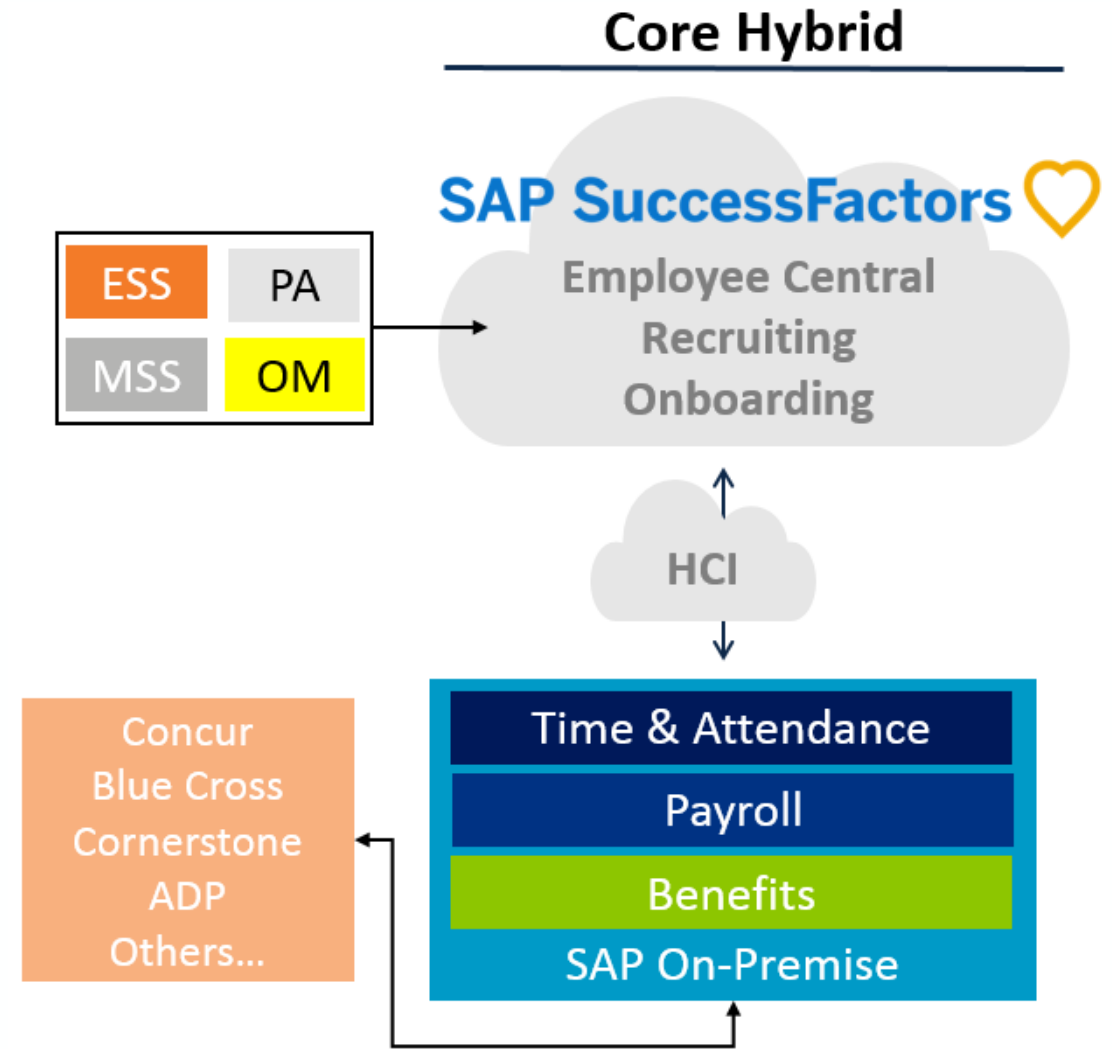 Core Hybrid
SAP SuccessFactors
Employee Central
Recruiting
Onboarding
ESS
PA
MSS
OM
HCI
Time & Attendance
Payroll
Benefits
SAP On-Premise
Concur
Blue Cross
Cornerstone
ADP
Others...